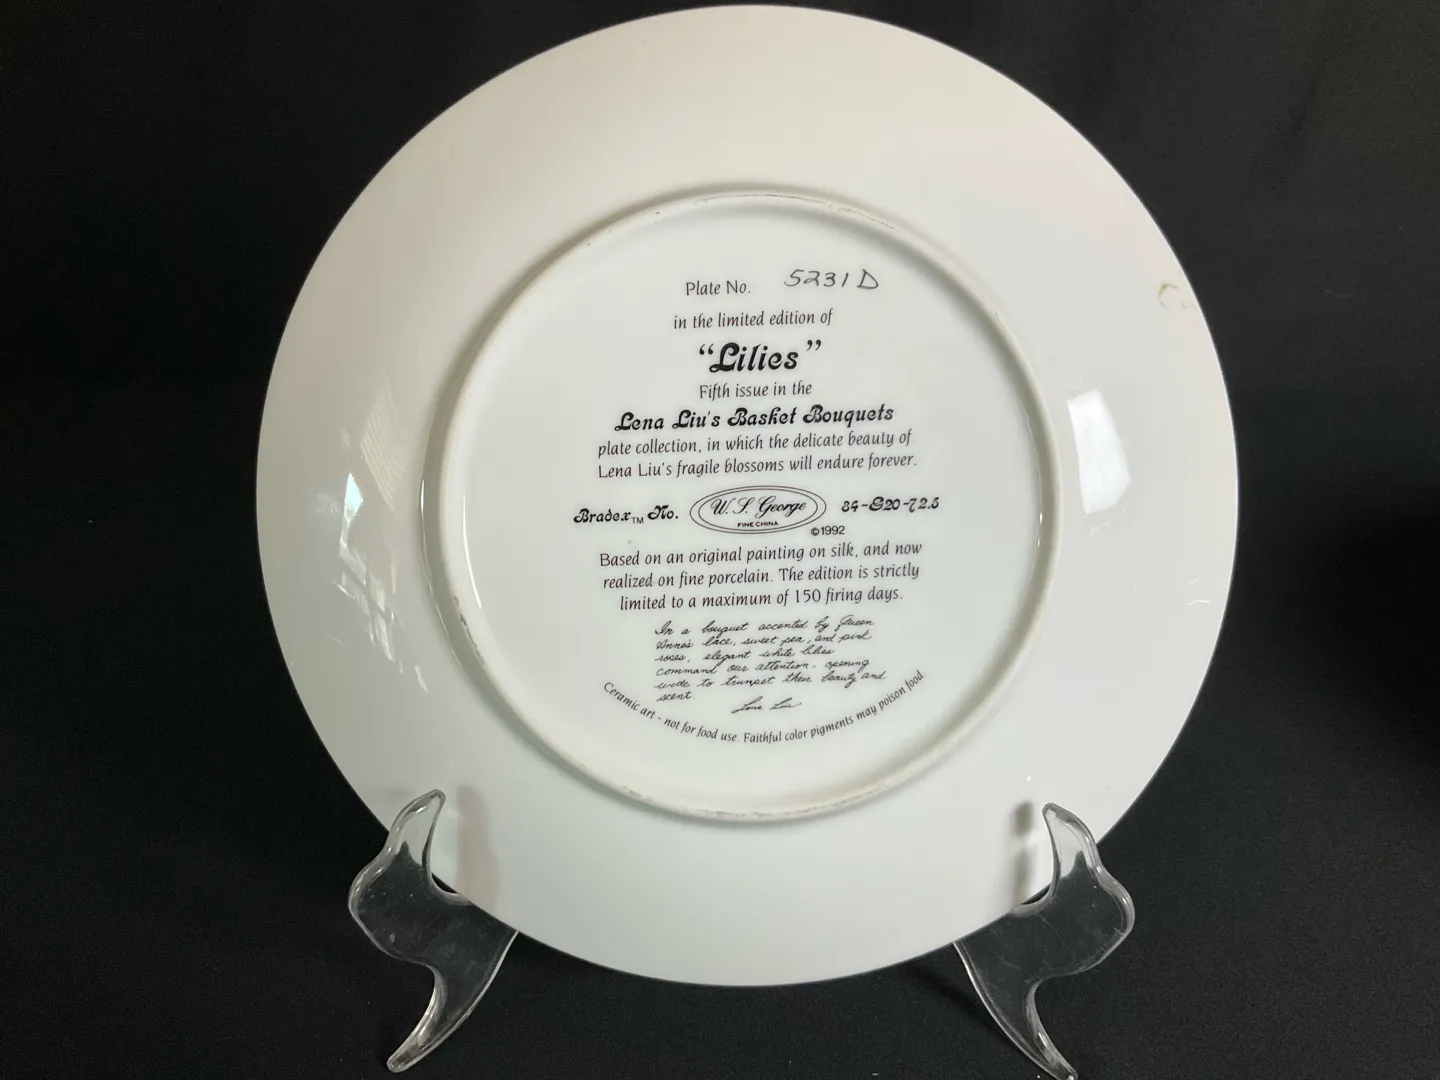 Plate No. 5231 D
in the limited edition of
“Lilies”
Fifth issue in the
Lena Liu's Basket Bouquets
plate collection, in which the delicate beauty of
Lena Liu's fragile blossoms will endure forever.
Bradex™ No. W. S. George 84-G20-72.5
FINE CHINA
©1992
Based on an original painting on silk, and now
realized on fine porcelain. The edition is strictly
limited to a maximum of 150 firing days.
In a bouquet accented by Queen
Anne's lace, sweet pea, and pink
roses, elegant white lilies
command our attention, opening
wide to trumpet their beauty and
scent.
Lena Liu
Ceramic art - not for food use. Faithful color pigments may poison food.